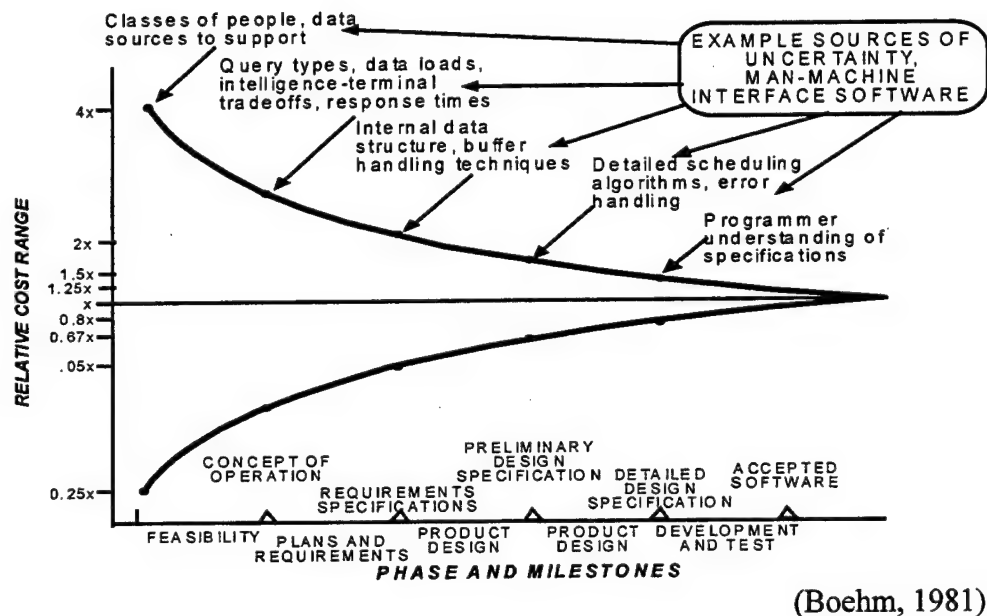 Classes of people, data
sources to support
EXAMPLE SOURCES OF
UNCERTAINTY,
MAN-MACHINE
INTERFACE SOFTWARE
Query types, data loads,
intelligence-terminal
tradeoffs, response times
Internal data
structure, buffer
handling techniques
Detailed scheduling
algorithms, error
handling
Programmer
understanding of
specifications
RELATIVE COST RANGE
4x
2x
1.5x
1.25x
x
0.8x
0.67x
.05x
0.25x
CONCEPT OF
OPERATION
REQUIREMENTS
SPECIFICATIONS
PRELIMINARY
DESIGN
SPECIFICATION
DETAILED
DESIGN
SPECIFICATION
ACCEPTED
SOFTWARE
FEASIBILITY
PLANS AND
REQUIREMENTS
PRODUCT
DESIGN
PRODUCT
DESIGN
DEVELOPMENT
AND TEST
PHASE AND MILESTONES
(Boehm, 1981)